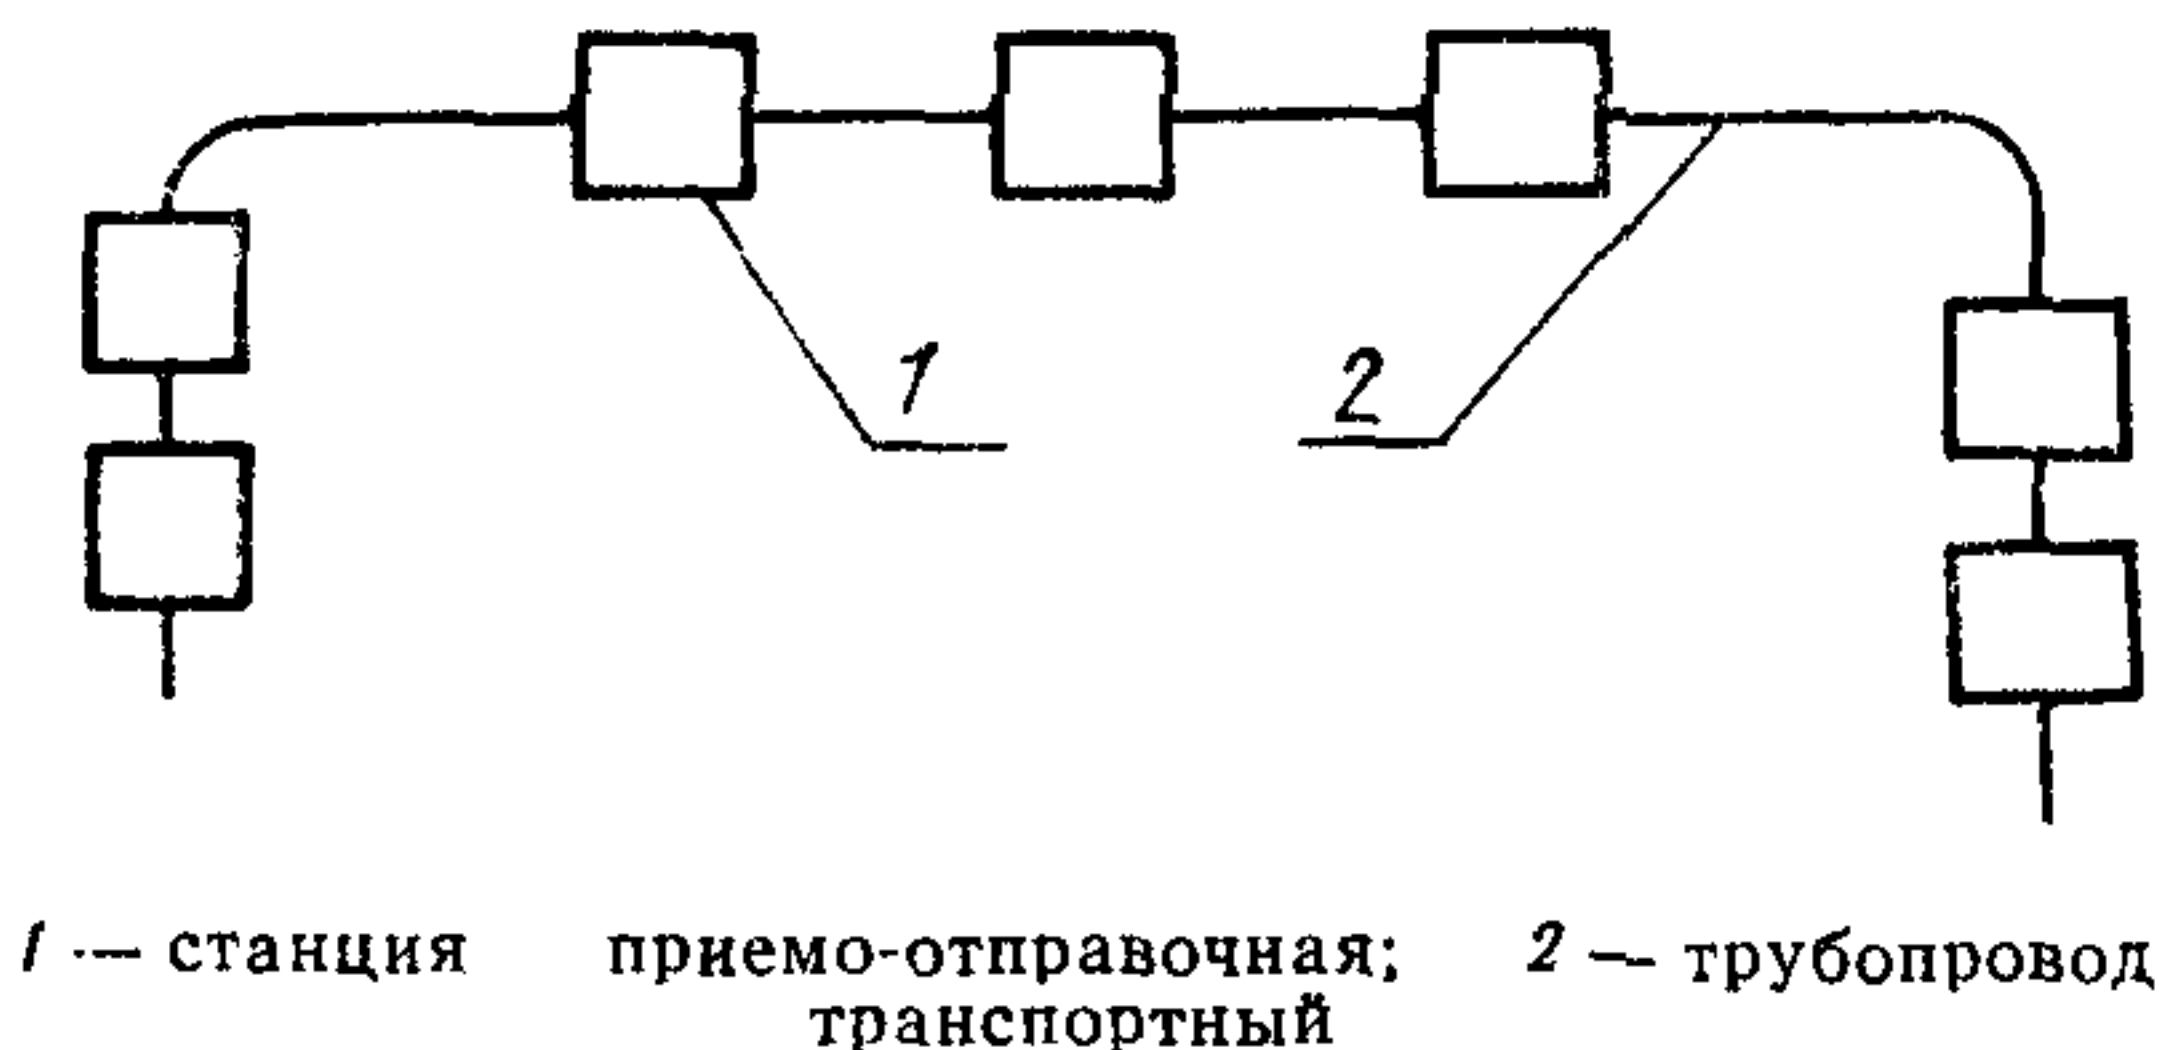 1
2
1 — станция приемо-отправочная; 2 — трубопровод
транспортный